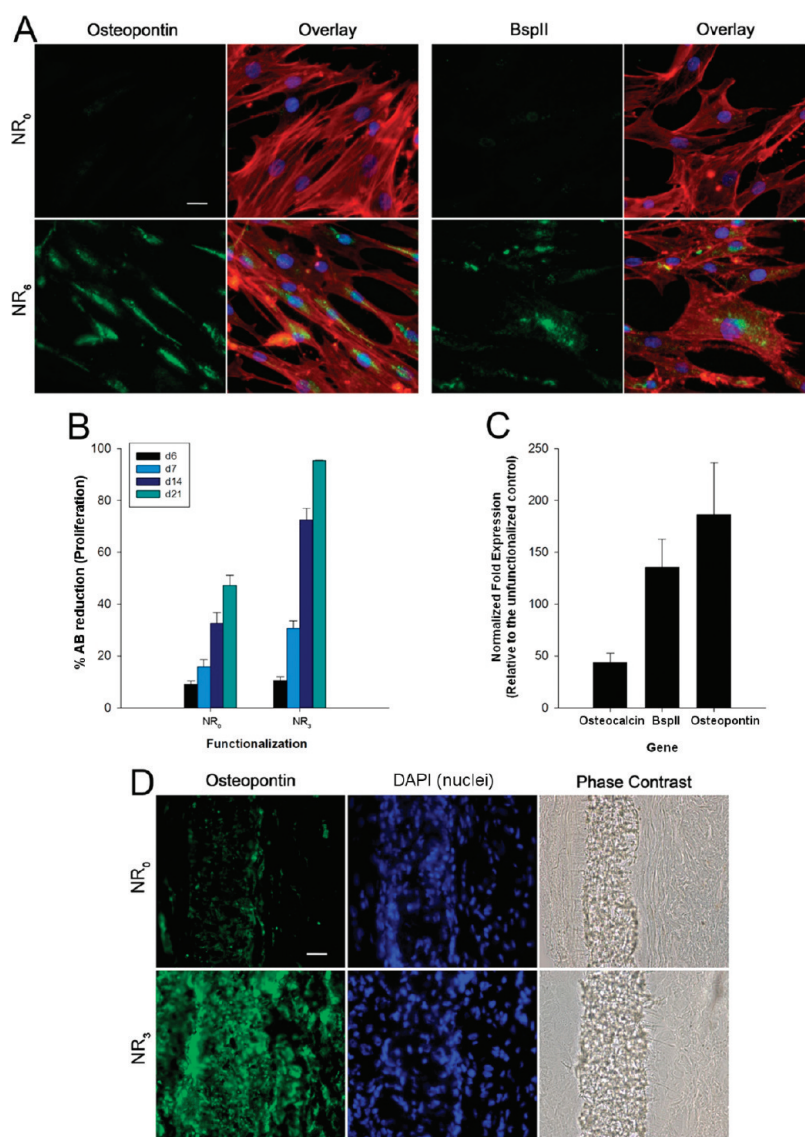 A
Osteopontin Overlay BspII Overlay
NR0
NR6
B
100
80
60
40
20
0
% AB reduction (Proliferation)
d6
d7
d14
d21
NR0 NR3
Functionalization
C
250
200
150
100
50
0
Normalized Fold Expression
(Relative to the unfunctionalized control)
Osteocalcin BspII Osteopontin
Gene
D
Osteopontin DAPI (nuclei) Phase Contrast
NR0
NR3